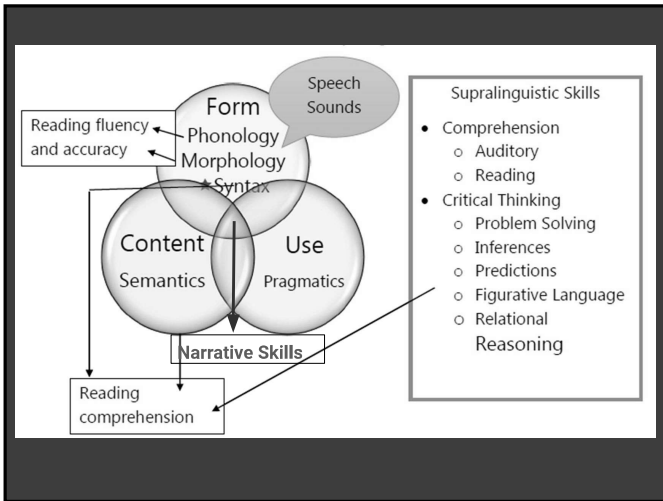 Form
Phonology
Morphology
Syntax
Speech
Sounds
Reading fluency
and accuracy
Content
Semantics
Use
Pragmatics
Narrative Skills
Reading
comprehension
Supralinguistic Skills
• Comprehension
o Auditory
o Reading
• Critical Thinking
o Problem Solving
o Inferences
o Predictions
o Figurative Language
o Relational
Reasoning